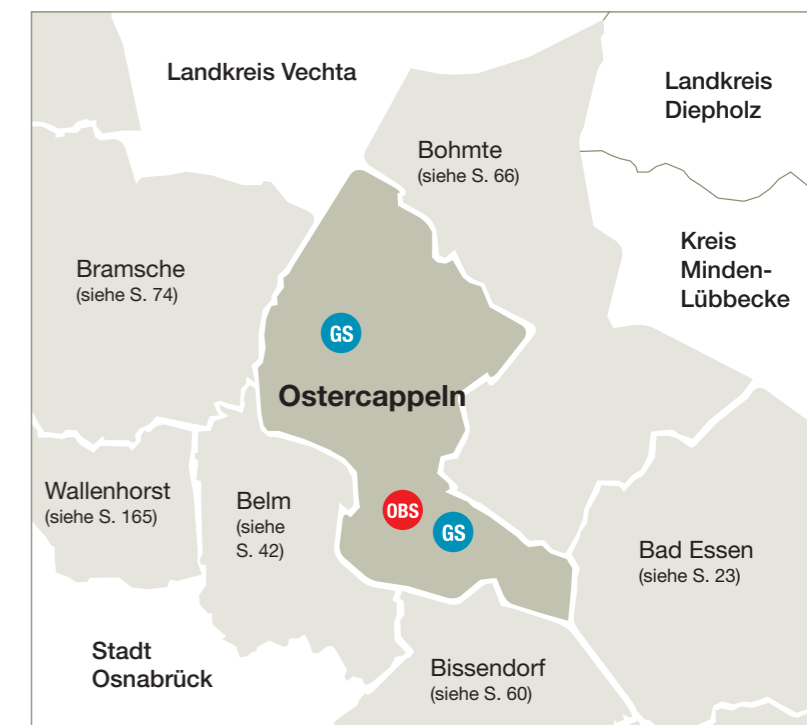 Landkreis Vechta
Landkreis
Diepholz
Bohmte
(siehe S. 66)
Kreis
Minden-
Lübbecke
Bramsche
(siehe S. 74)
GS
Ostercappeln
Wallenhorst
(siehe S. 165)
Belm
(siehe
S. 42)
OBS
GS
Bad Essen
(siehe S. 23)
Stadt
Osnabrück
Bissendorf
(siehe S. 60)